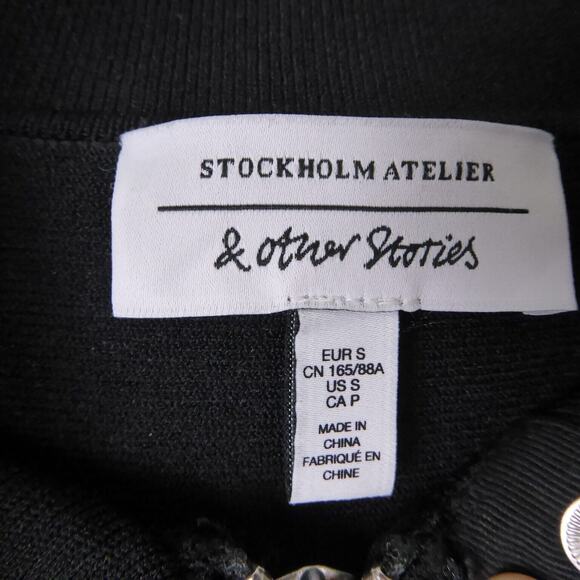 STOCKHOLM ATELIER
& Other Stories
EUR S
CN 165/88A
US S
CA P
MADE IN
CHINA
FABRIQUÉ EN
CHINE